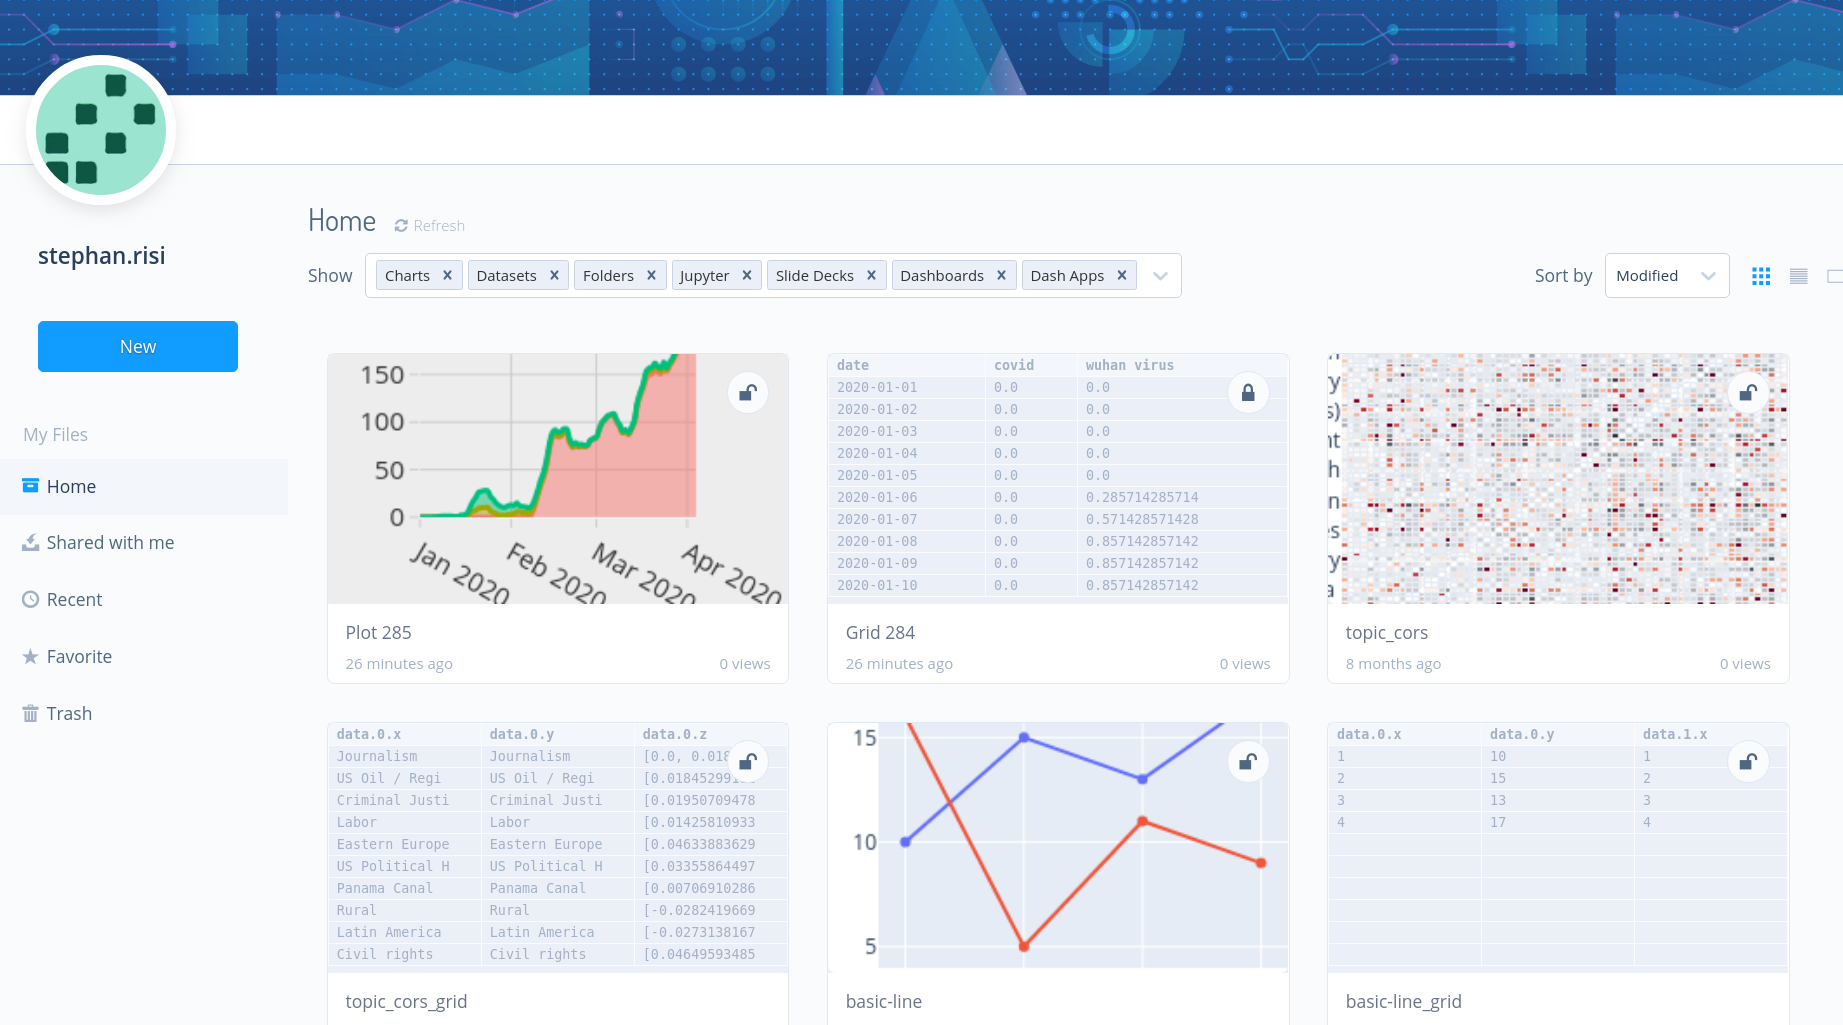 stephan.risi
New
My Files
Home
Shared with me
Recent
Favorite
Trash
Home Refresh
Show Charts Datasets Folders Jupyter Slide Decks Dashboards Dash Apps
Sort by Modified
150
100
50
0
Jan 2020 Feb 2020 Mar 2020 Apr 2020
Plot 285
26 minutes ago 0 views
date covid wuhan virus
2020-01-01 0.0 0.0
2020-01-02 0.0 0.0
2020-01-03 0.0 0.0
2020-01-04 0.0 0.0
2020-01-05 0.0 0.0
2020-01-06 0.0 0.285714285714
2020-01-07 0.0 0.571428571428
2020-01-08 0.0 0.857142857142
2020-01-09 0.0 0.857142857142
2020-01-10 0.0 0.857142857142
Grid 284
26 minutes ago 0 views
topic_cors
8 months ago 0 views
data.0.x data.0.y data.0.z
Journalism Journalism [0.0, 0.018
US Oil / Regi US Oil / Regi [0.01845299
Criminal Justi Criminal Justi [0.01950709478
Labor Labor [0.01425810933
Eastern Europe Eastern Europe [0.04633883629
US Political H US Political H [0.03355864497
Panama Canal Panama Canal [0.00706910286
Rural Rural [-0.0282419669
Latin America Latin America [-0.0273138167
Civil rights Civil rights [0.04649593485
topic_cors_grid
15
10
5
basic-line
data.0.x data.0.y data.1.x
1 10 1
2 15 2
3 13 3
4 17 4
basic-line_grid